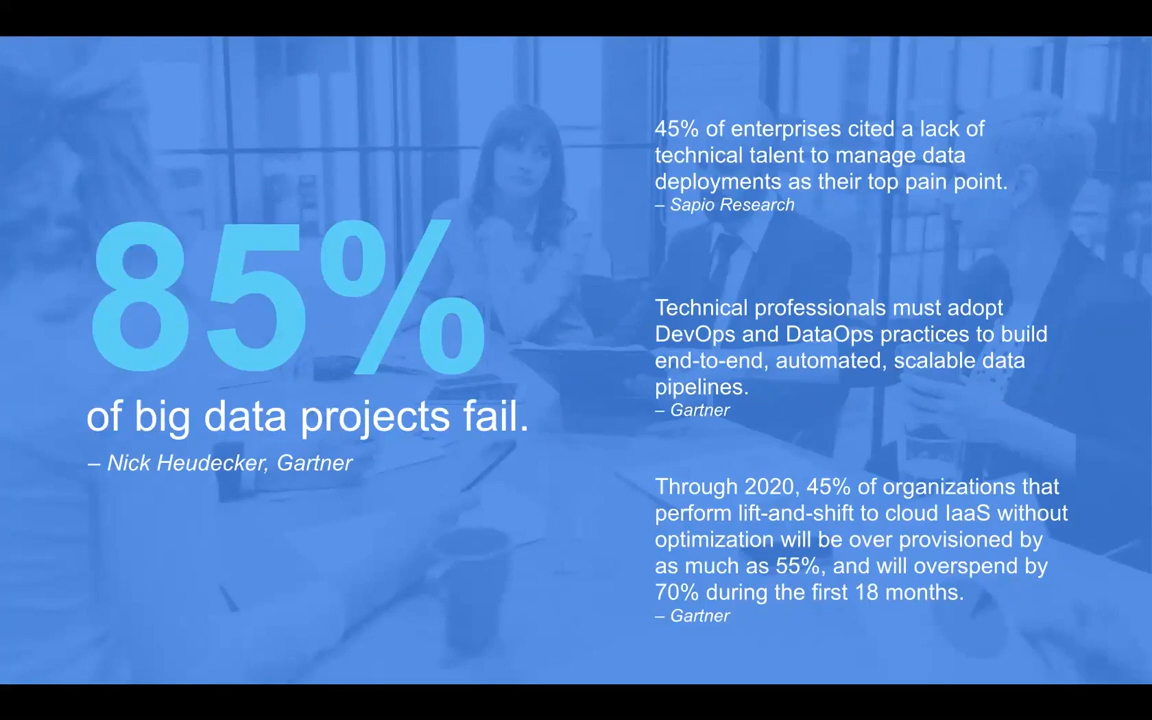 85%
of big data projects fail.
– Nick Heudecker, Gartner
45% of enterprises cited a lack of
technical talent to manage data
deployments as their top pain point.
– Sapio Research
Technical professionals must adopt
DevOps and DataOps practices to build
end-to-end, automated, scalable data
pipelines.
– Gartner
Through 2020, 45% of organizations that
perform lift-and-shift to cloud IaaS without
optimization will be over provisioned by
as much as 55%, and will overspend by
70% during the first 18 months.
– Gartner